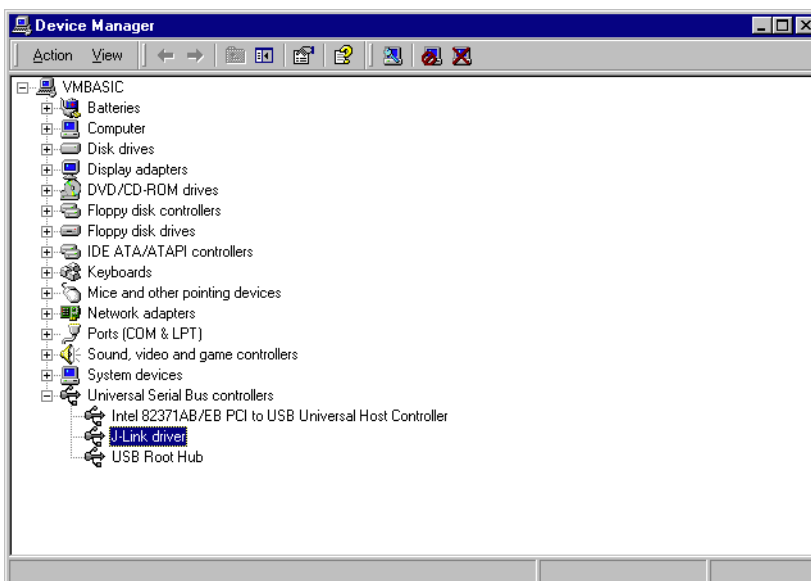 Device Manager
Action View
VMBASIC
Batteries
Computer
Disk drives
Display adapters
DVD/CD-ROM drives
Floppy disk controllers
Floppy disk drives
IDE ATA/ATAPI controllers
Keyboards
Mice and other pointing devices
Network adapters
Ports (COM & LPT)
Sound, video and game controllers
System devices
Universal Serial Bus controllers
Intel 82371AB/EB PCI to USB Universal Host Controller
J-Link driver
USB Root Hub